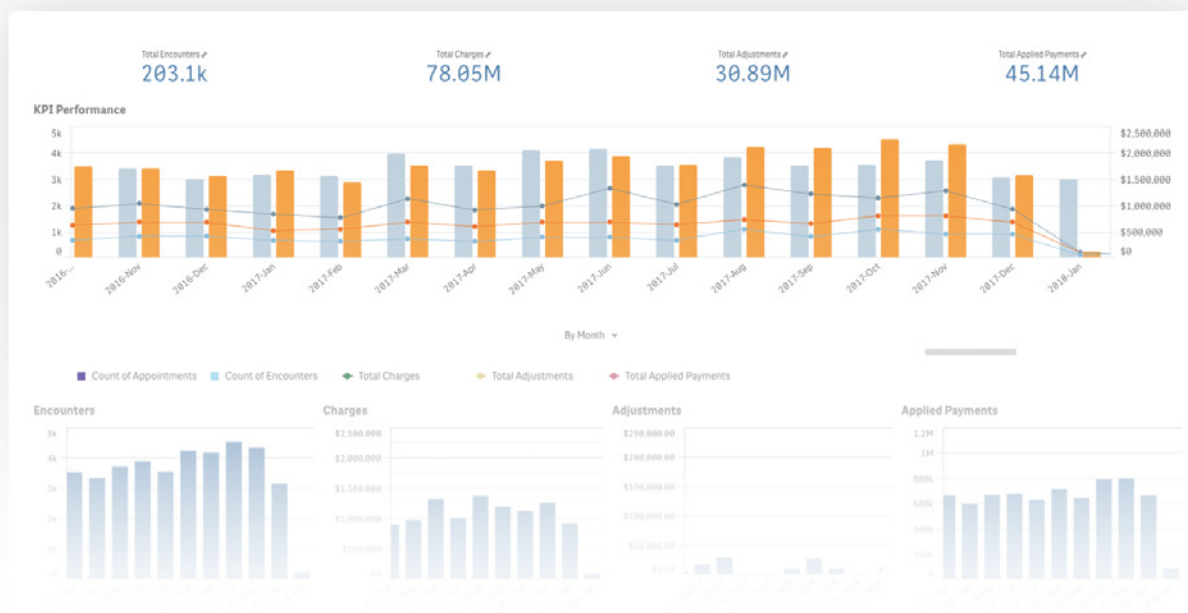 Total Encounters
Total Charges
Total Adjustments
Total Applied Payments
203.1k
78.05M
30.89M
45.14M
KPI Performance
5k
4k
3k
2k
1k
0
$2,500,000
$2,000,000
$1,500,000
$1,000,000
$500,000
$0
2016-...
2016-Nov
2016-Dec
2017-Jan
2017-Feb
2017-Mar
2017-Apr
2017-May
2017-Jun
2017-Jul
2017-Aug
2017-Sep
2017-Oct
2017-Nov
2017-Dec
2018-Jan
By Month
Count of Appointments
Count of Encounters
Total Charges
Total Adjustments
Total Applied Payments
Encounters
5k
4k
3k
2k
1k
0
Charges
$2,500,000
$2,000,000
$1,500,000
$1,000,000
$500,000
$0
Adjustments
$250,000.00
$200,000.00
$150,000.00
$100,000.00
$50,000.00
$0.00
Applied Payments
1.2M
1M
800k
600k
400k
200k
0